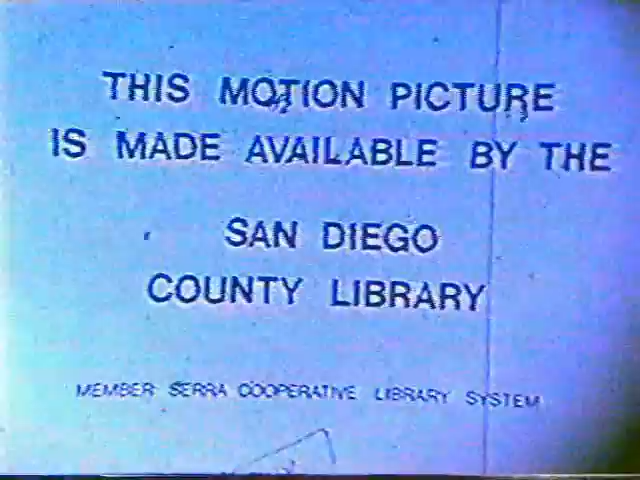 THIS MOTION PICTURE
IS MADE AVAILABLE BY THE
SAN DIEGO
COUNTY LIBRARY
MEMBER SERRA COOPERATIVE LIBRARY SYSTEM